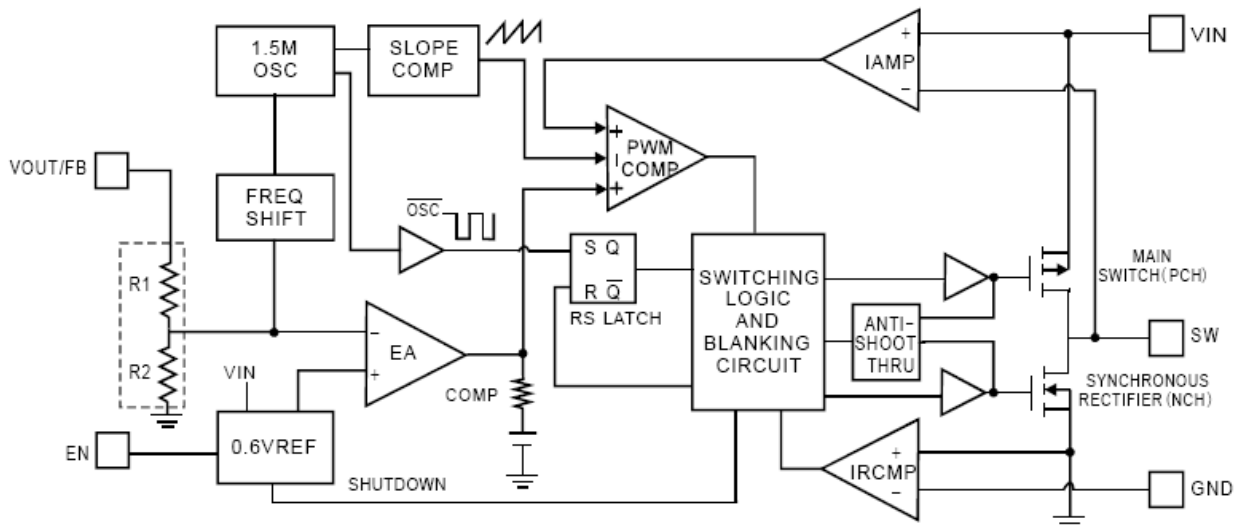 1.5M
OSC
SLOPE
COMP
+
IAMP
−
VIN
VOUT/FB
FREQ
SHIFT
+
PWM
COMP
+
OSC
R1
R2
S Q
R Q
RS LATCH
SWITCHING
LOGIC
AND
BLANKING
CIRCUIT
ANTI-
SHOOT
THRU
MAIN
SWITCH(PCH)
SW
SYNCHRONOUS
RECTIFIER(NCH)
−
EA
+
COMP
VIN
EN
0.6VREF
SHUTDOWN
+
IRCMP
−
GND